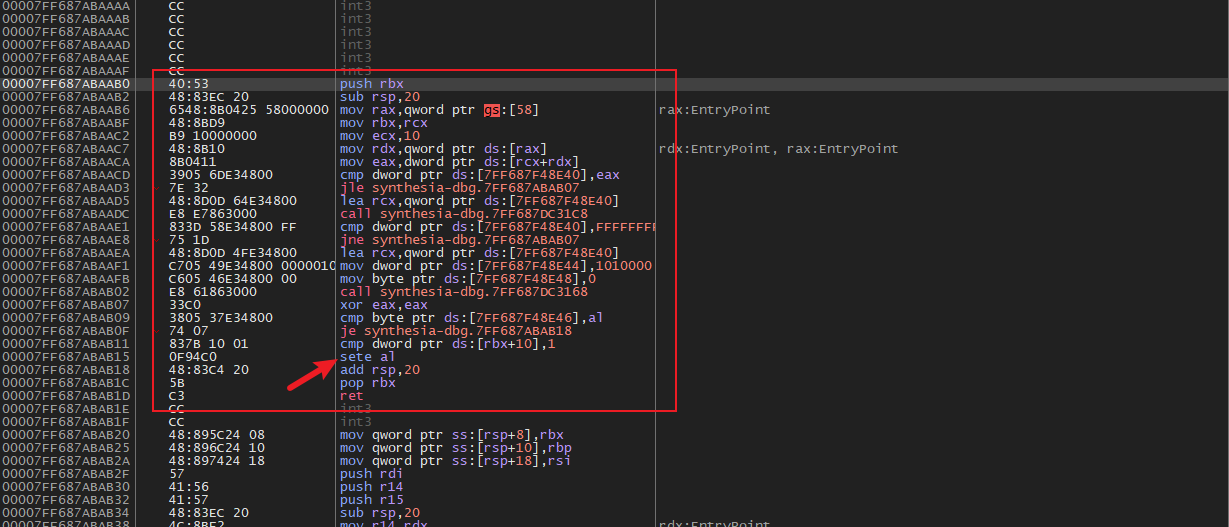 00007FF687ABAAAA CC int3
00007FF687ABAAAB CC int3
00007FF687ABAAAC CC int3
00007FF687ABAAAD CC int3
00007FF687ABAAAE CC int3
00007FF687ABAAAF CC int3
00007FF687ABAAB0 40:53 push rbx
00007FF687ABAAB2 48:83EC 20 sub rsp,20
00007FF687ABAAB6 6548:8B0425 58000000 mov rax,qword ptr gs:[58] rax:EntryPoint
00007FF687ABAABF 48:8BD9 mov rbx,rcx
00007FF687ABAAC2 B9 10000000 mov ecx,10
00007FF687ABAAC7 48:8B10 mov rdx,qword ptr ds:[rax] rdx:EntryPoint, rax:EntryPoint
00007FF687ABAACA 8B0411 mov eax,dword ptr ds:[rcx+rdx]
00007FF687ABAACD 3905 6DE34800 cmp dword ptr ds:[7FF687F48E40],eax
00007FF687ABAAD3 7E 32 jle synthesia-dbg.7FF687ABAB07
00007FF687ABAAD5 48:8D0D 64E34800 lea rcx,qword ptr ds:[7FF687F48E40]
00007FF687ABAADC E8 E7863000 call synthesia-dbg.7FF687DC31C8
00007FF687ABAAE1 833D 58E34800 FF cmp dword ptr ds:[7FF687F48E40],FFFFFFFF
00007FF687ABAAE8 75 1D jne synthesia-dbg.7FF687ABAB07
00007FF687ABAAEA 48:8D0D 4FE34800 lea rcx,qword ptr ds:[7FF687F48E40]
00007FF687ABAAF1 C705 49E34800 0000010 mov dword ptr ds:[7FF687F48E44],1010000
00007FF687ABAAFB C605 46E34800 00 mov byte ptr ds:[7FF687F48E48],0
00007FF687ABAB02 E8 61863000 call synthesia-dbg.7FF687DC3168
00007FF687ABAB07 33C0 xor eax,eax
00007FF687ABAB09 3805 37E34800 cmp byte ptr ds:[7FF687F48E46],al
00007FF687ABAB0F 74 07 je synthesia-dbg.7FF687ABAB18
00007FF687ABAB11 837B 10 01 cmp dword ptr ds:[rbx+10],1
00007FF687ABAB15 0F94C0 sete al
00007FF687ABAB18 48:83C4 20 add rsp,20
00007FF687ABAB1C 5B pop rbx
00007FF687ABAB1D C3 ret
00007FF687ABAB1E CC int3
00007FF687ABAB1F CC int3
00007FF687ABAB20 48:895C24 08 mov qword ptr ss:[rsp+8],rbx
00007FF687ABAB25 48:896C24 10 mov qword ptr ss:[rsp+10],rbp
00007FF687ABAB2A 48:897424 18 mov qword ptr ss:[rsp+18],rsi
00007FF687ABAB2F 57 push rdi
00007FF687ABAB30 41:56 push r14
00007FF687ABAB32 41:57 push r15
00007FF687ABAB34 48:83EC 20 sub rsp,20
00007FF687ABAB38 4C:8BF2 mov r14,rdx rdx:EntryPoint